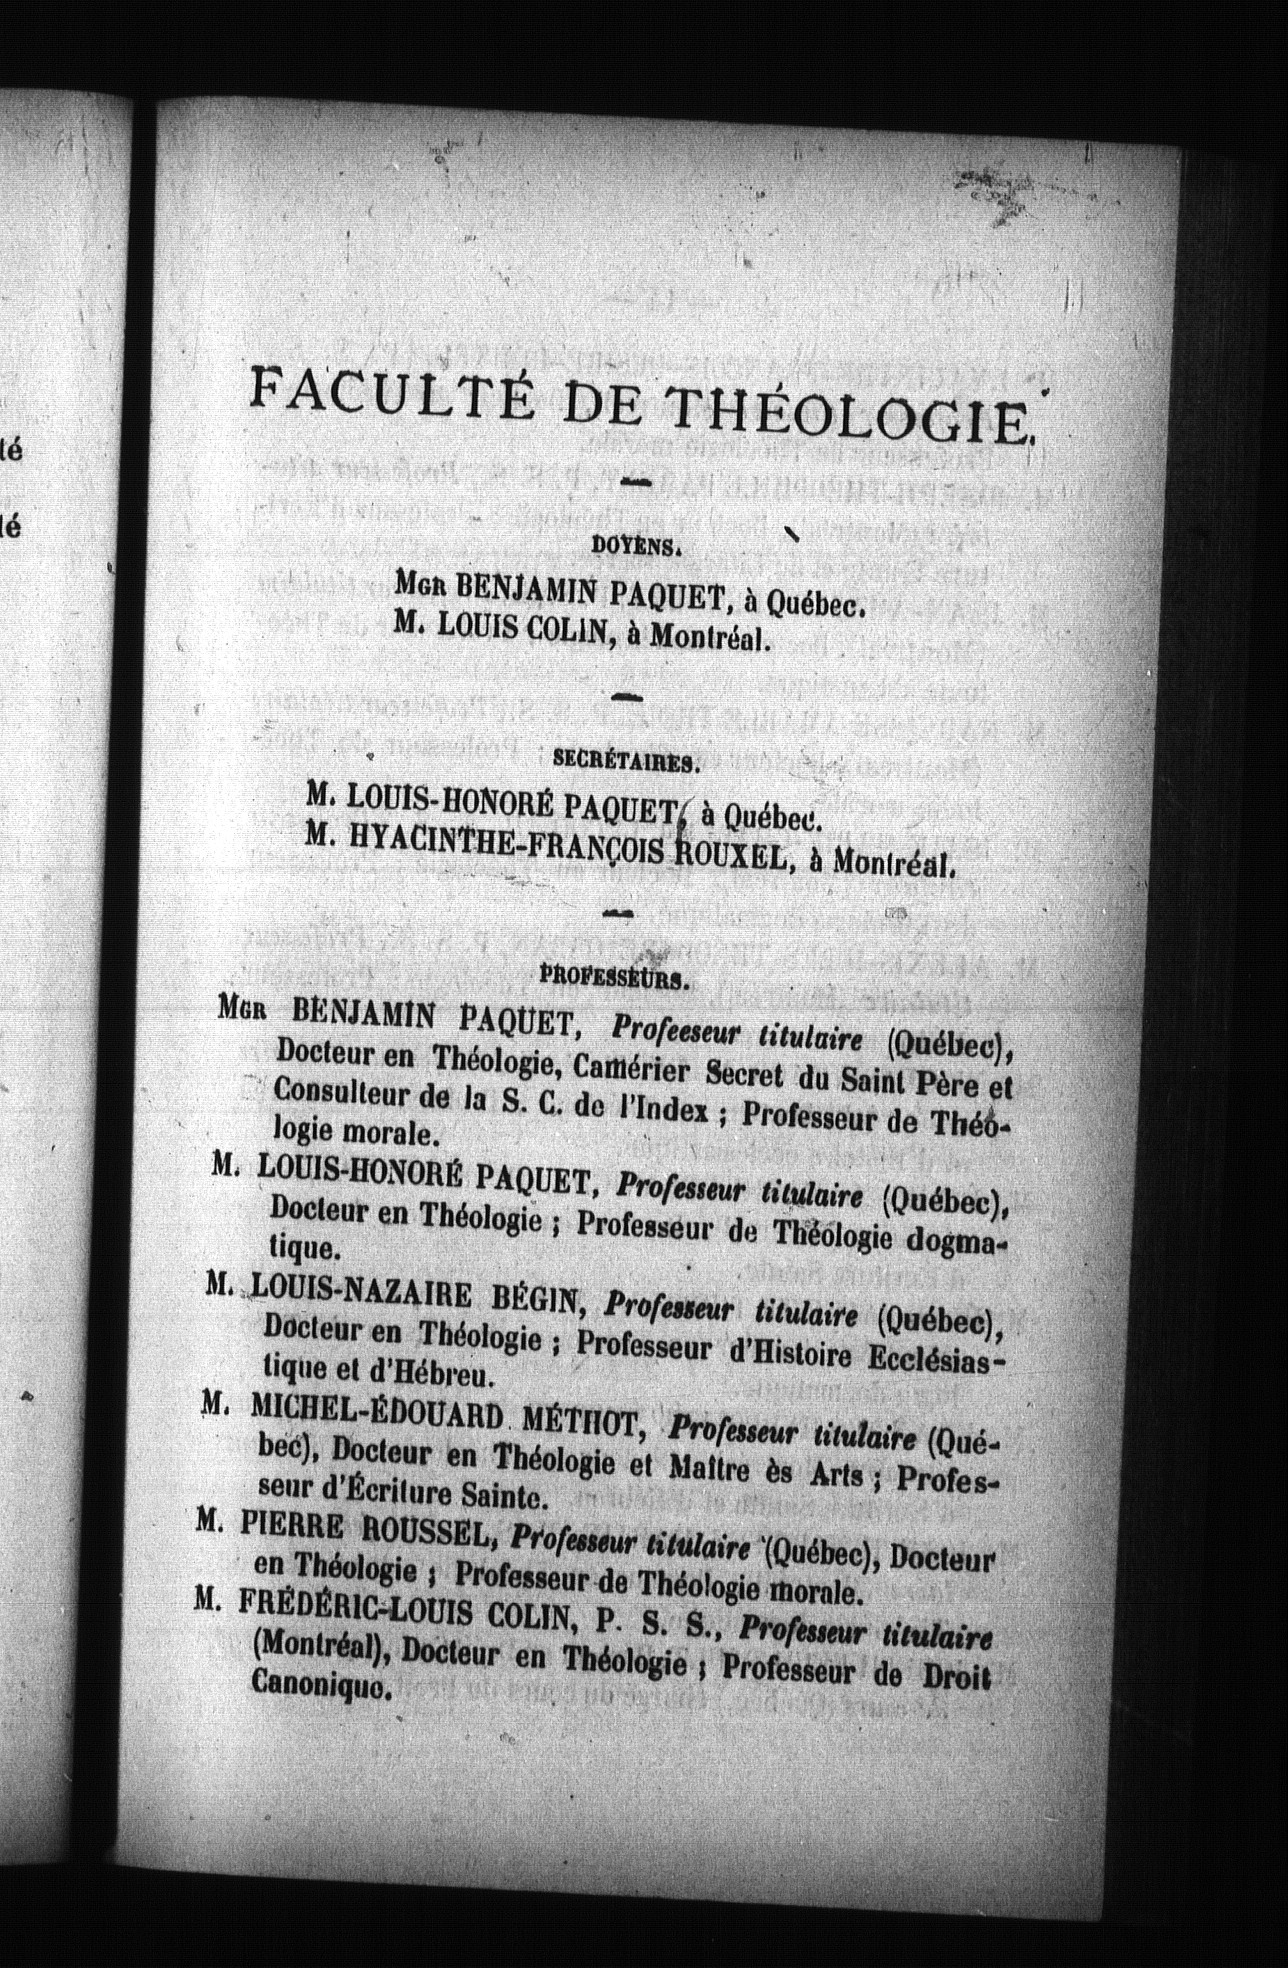 FACULTÉ DE THÉOLOGIE.
DOYENS.
MGR BENJAMIN PAQUET, à Québec.
M. LOUIS COLIN, à Montréal.
SECRÉTAIRES.
M. LOUIS-HONORÉ PAQUET, à Québec.
M. HYACINTHE-FRANÇOIS ROUXEL, à Montréal.
PROFESSEURS.
MGR BENJAMIN PAQUET, Profeeseur titulaire (Québec),
Docteur en Théologie, Camérier Secret du Saint Père et
Consulteur de la S. C. de l'Index ; Professeur de Théo-
logie morale.
M. LOUIS-HONORÉ PAQUET, Professeur titulaire (Québec),
Docteur en Théologie ; Professeur de Théologie dogma-
tique.
M. LOUIS-NAZAIRE BÉGIN, Professeur titulaire (Québec),
Docteur en Théologie ; Professeur d'Histoire Ecclésias-
tique et d'Hébreu.
M. MICHEL-ÉDOUARD MÉTHOT, Professeur titulaire (Qué-
bec), Docteur en Théologie et Maître ès Arts ; Profes-
seur d'Écriture Sainte.
M. PIERRE ROUSSEL, Professeur titulaire (Québec), Docteur
en Théologie ; Professeur de Théologie morale.
M. FRÉDÉRIC-LOUIS COLIN, P. S. S., Professeur titulaire
(Montréal), Docteur en Théologie ; Professeur de Droit
Canonique.